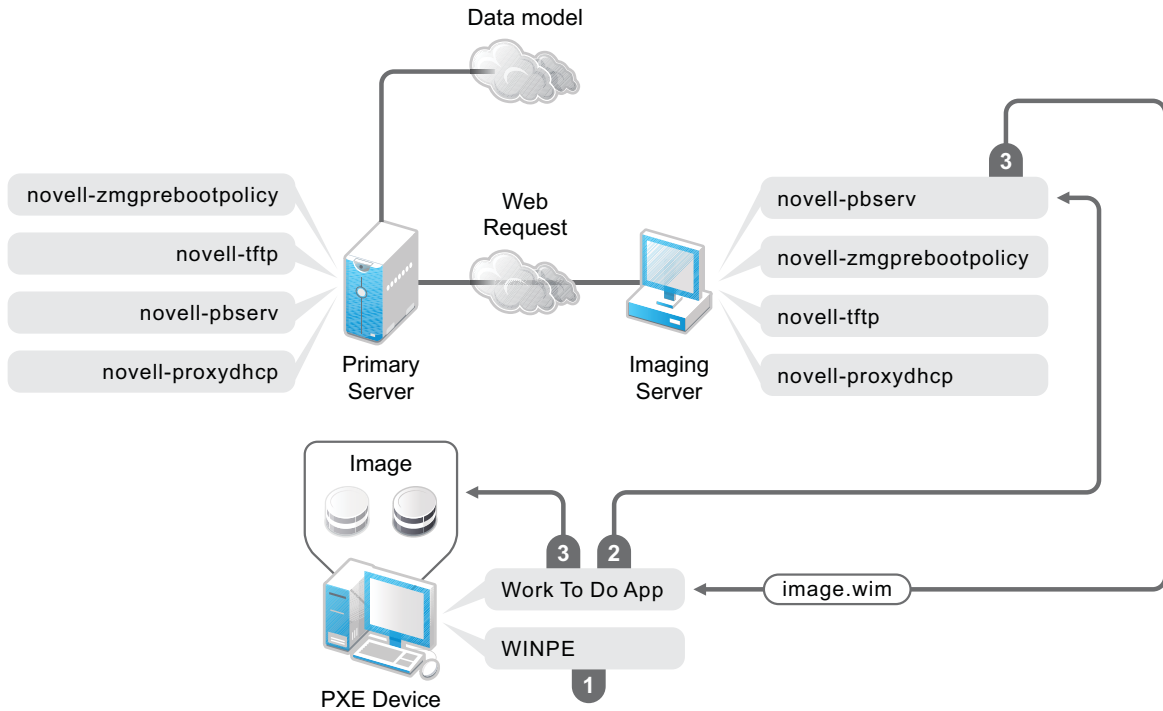 Data model
3
novell-zmgprebootpolicy
novell-tftp
novell-pbserv
novell-proxydhcp
Web
Request
novell-pbserv
novell-zmgprebootpolicy
novell-tftp
novell-proxydhcp
Primary
Server
Imaging
Server
Image
3
2
Work To Do App
image.wim
WINPE
1
PXE Device